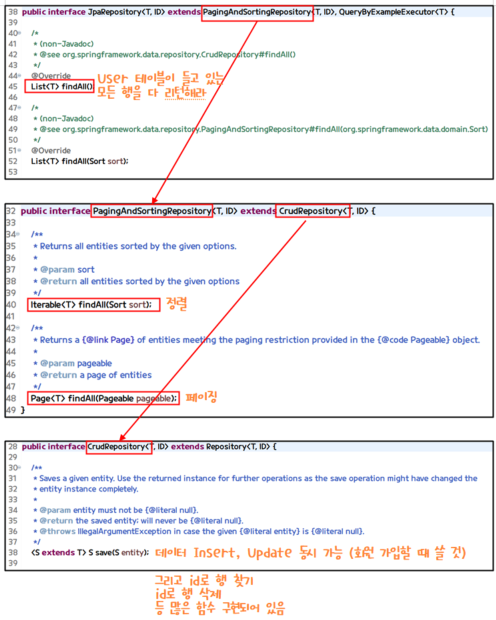 38 public interface JpaRepository<T, ID> extends PagingAndSortingRepository<T, ID>, QueryByExampleExecutor<T> {
39
40 /*
41 * (non-Javadoc)
42 * @see org.springframework.data.repository.CrudRepository#findAll()
43 */
44 @Override
45 List<T> findAll();
User 테이블이 들고 있는
모든 행을 다 리턴해라
46
47 /*
48 * (non-Javadoc)
49 * @see org.springframework.data.repository.PagingAndSortingRepository#findAll(org.springframework.data.domain.Sort)
50 */
51 @Override
52 List<T> findAll(Sort sort);
53
32 public interface PagingAndSortingRepository<T, ID> extends CrudRepository<T, ID> {
33
34 /**
35 * Returns all entities sorted by the given options.
36 *
37 * @param sort
38 * @return all entities sorted by the given options
39 */
40 Iterable<T> findAll(Sort sort); 정렬
41
42 /**
43 * Returns a {@link Page} of entities meeting the paging restriction provided in the {@code Pageable} object.
44 *
45 * @param pageable
46 * @return a page of entities
47 */
48 Page<T> findAll(Pageable pageable); 페이징
49 }
28 public interface CrudRepository<T, ID> extends Repository<T, ID> {
29
30 /**
31 * Saves a given entity. Use the returned instance for further operations as the save operation might have changed the
32 * entity instance completely.
33 *
34 * @param entity must not be {@literal null}.
35 * @return the saved entity; will never be {@literal null}.
36 * @throws IllegalArgumentException in case the given {@literal entity} is {@literal null}.
37 */
38 <S extends T> S save(S entity); 데이터 Insert, Update 동시 가능 (회원 가입할 때 쓸 것)
39
그리고 id로 행 찾기
id로 행 삭제
등 많은 함수 구현되어 있음